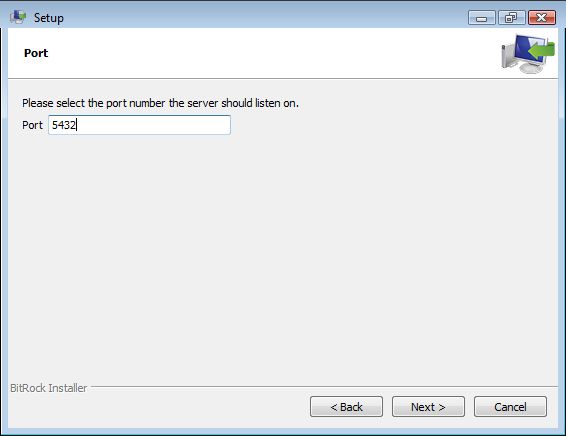 Setup
Port
Please select the port number the server should listen on.
Port 5432
BitRock Installer
< Back Next > Cancel